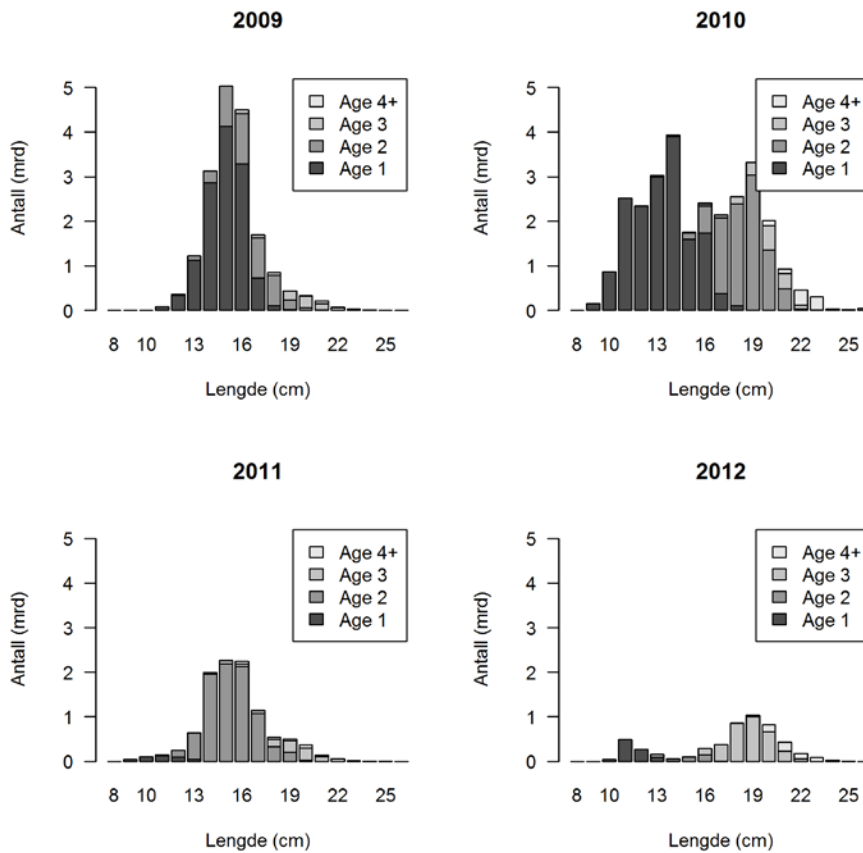 2009
5
4
3
2
1
0
Antall (mrd)
Age 4+
Age 3
Age 2
Age 1
8 10 13 16 19 22 25
Lengde (cm)
2010
5
4
3
2
1
0
Antall (mrd)
Age 4+
Age 3
Age 2
Age 1
8 10 13 16 19 22 25
Lengde (cm)
2011
5
4
3
2
1
0
Antall (mrd)
Age 4+
Age 3
Age 2
Age 1
8 10 13 16 19 22 25
Lengde (cm)
2012
5
4
3
2
1
0
Antall (mrd)
Age 4+
Age 3
Age 2
Age 1
8 10 13 16 19 22 25
Lengde (cm)